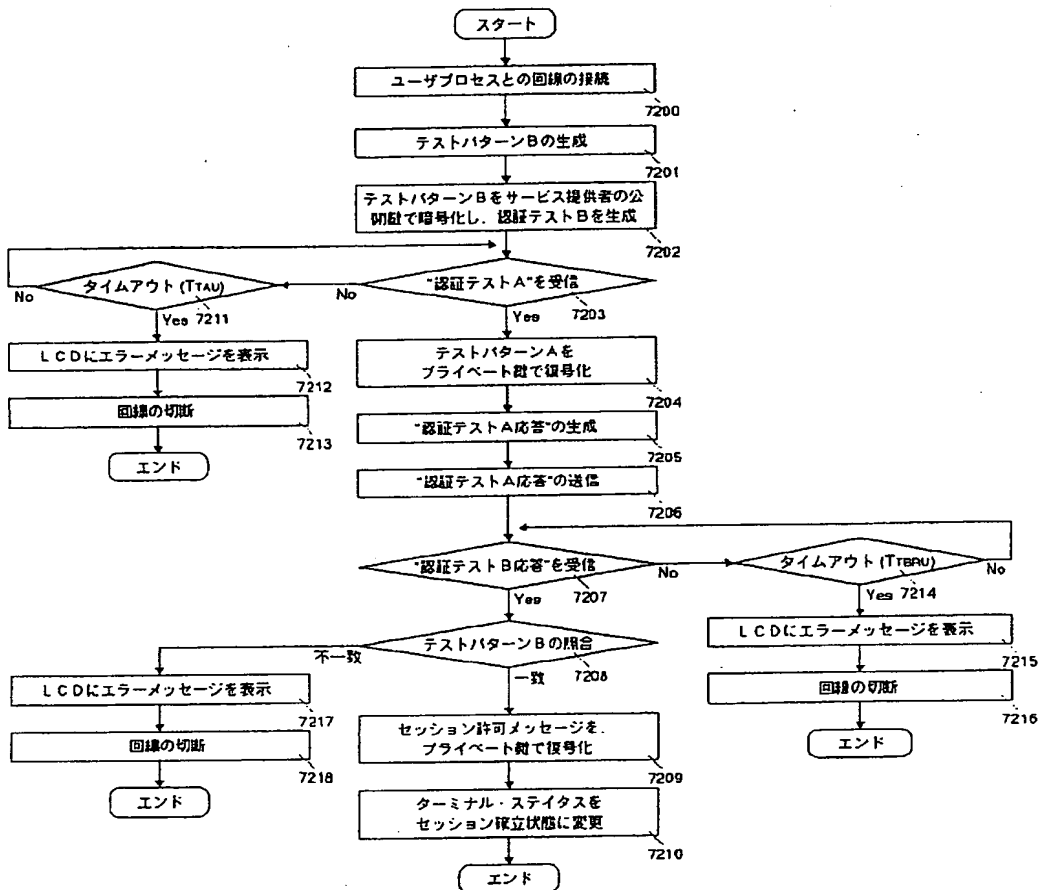 スタート
ユーザプロセスとの回線の接続
7200
テストパターンBの生成
7201
テストパターンBをサービス提供者の公
開鍵で暗号化し、認証テストBを生成
7202
"認証テストA"を受信
7203
No
Yes
タイムアウト(TTAU)
7211
No
Yes
LCDにエラーメッセージを表示
7212
回線の切断
7213
エンド
テストパターンAを
プライベート鍵で復号化
7204
"認証テストA応答"の生成
7205
"認証テストA応答"の送信
7206
"認証テストB応答"を受信
7207
No
Yes
タイムアウト(TTBAU)
7214
No
Yes
LCDにエラーメッセージを表示
7215
回線の切断
7216
エンド
テストパターンBの照合
7208
不一致
一致
LCDにエラーメッセージを表示
7217
回線の切断
7218
エンド
セッション許可メッセージを、
プライベート鍵で復号化
7209
ターミナル・ステイタスを
セッション確立状態に変更
7210
エンド